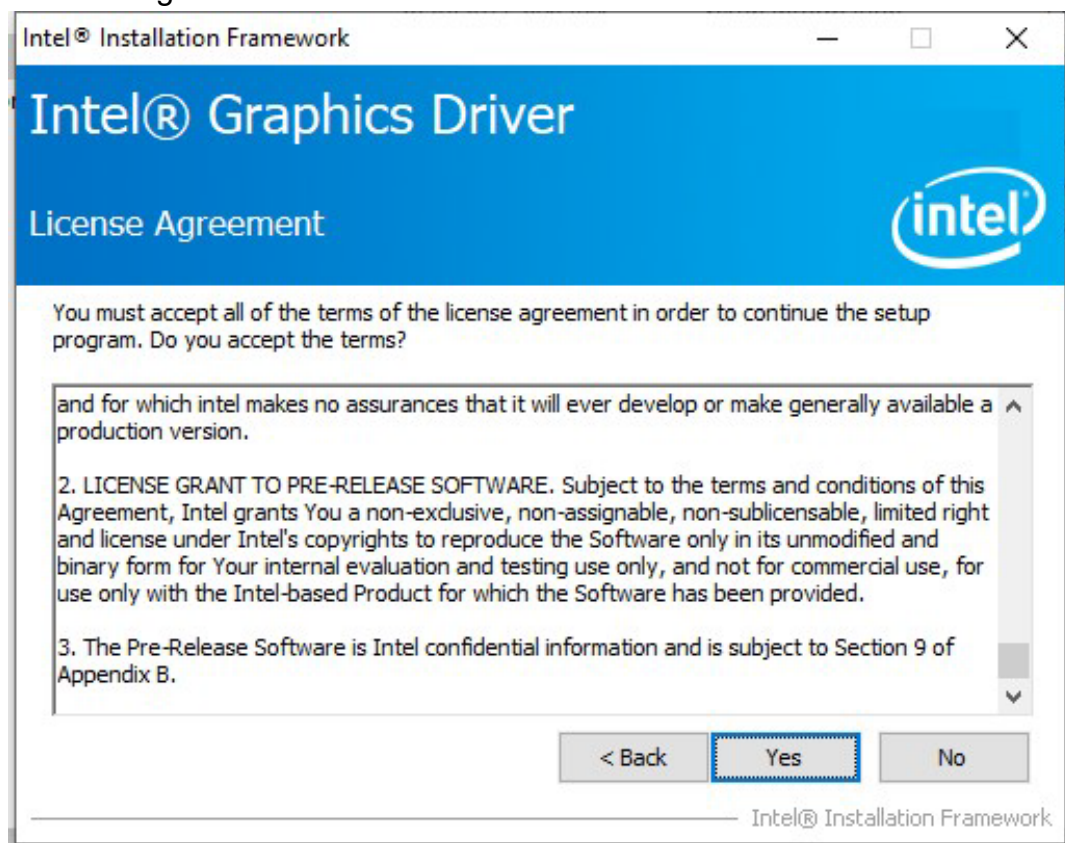 Intel® Installation Framework
Intel® Graphics Driver
intel
License Agreement
You must accept all of the terms of the license agreement in order to continue the setup
program. Do you accept the terms?
and for which intel makes no assurances that it will ever develop or make generally available a
production version.
2. LICENSE GRANT TO PRE-RELEASE SOFTWARE. Subject to the terms and conditions of this
Agreement, Intel grants You a non-exclusive, non-assignable, non-sublicensable, limited right
and license under Intel's copyrights to reproduce the Software only in its unmodified and
binary form for Your internal evaluation and testing use only, and not for commercial use, for
use only with the Intel-based Product for which the Software has been provided.
3. The Pre-Release Software is Intel confidential information and is subject to Section 9 of
Appendix B.
< Back
Yes
No
Intel® Installation Framework